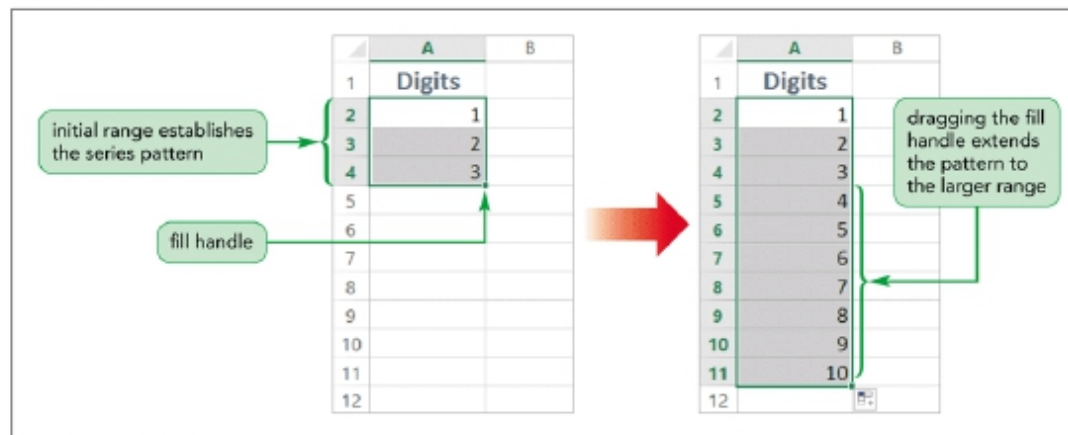 A B
1 Digits
initial range establishes
the series pattern
2 1
3 2
4 3
5
fill handle
6
7
8
9
10
11
12
A B
1 Digits
2 1
3 2
4 3
5 4
6 5
7 6
8 7
9 8
10 9
11 10
12
dragging the fill
handle extends
the pattern to
the larger range